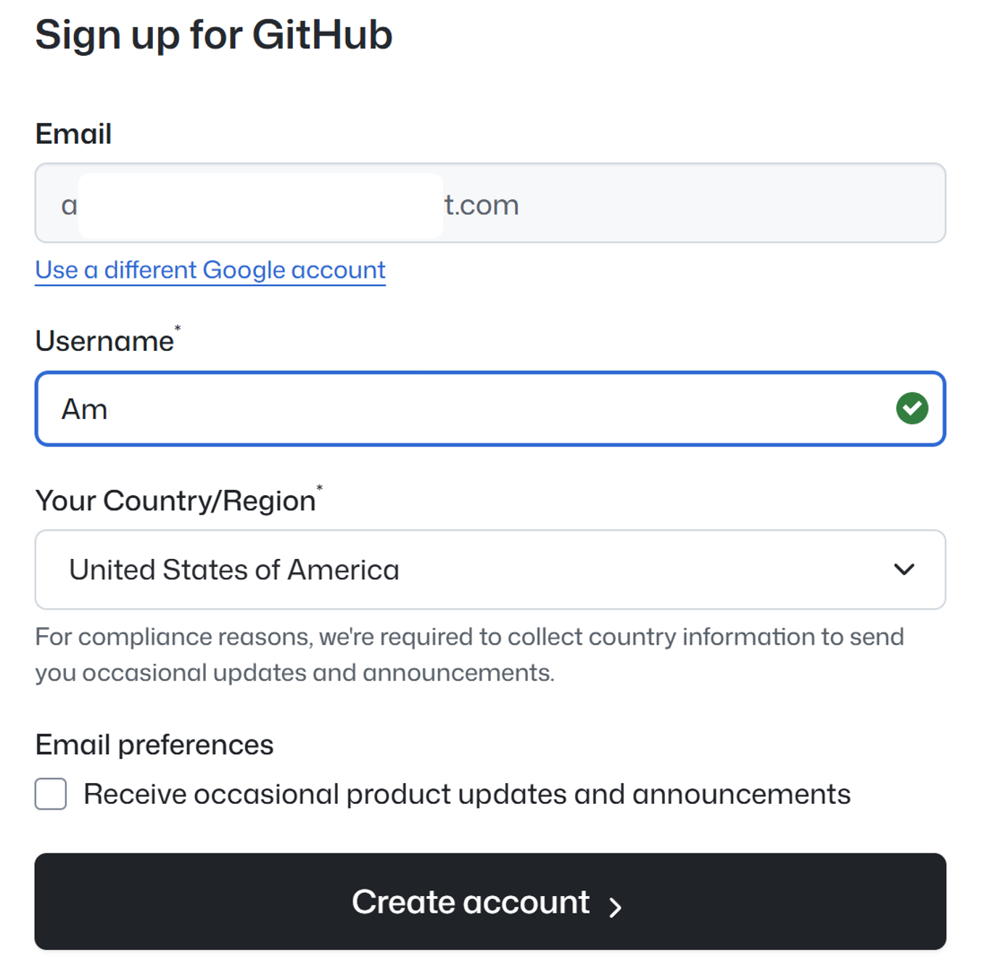 Sign up for GitHub
Email
a t.com
Use a different Google account
Username*
Am
Your Country/Region*
United States of America
For compliance reasons, we're required to collect country information to send
you occasional updates and announcements.
Email preferences
Receive occasional product updates and announcements
Create account